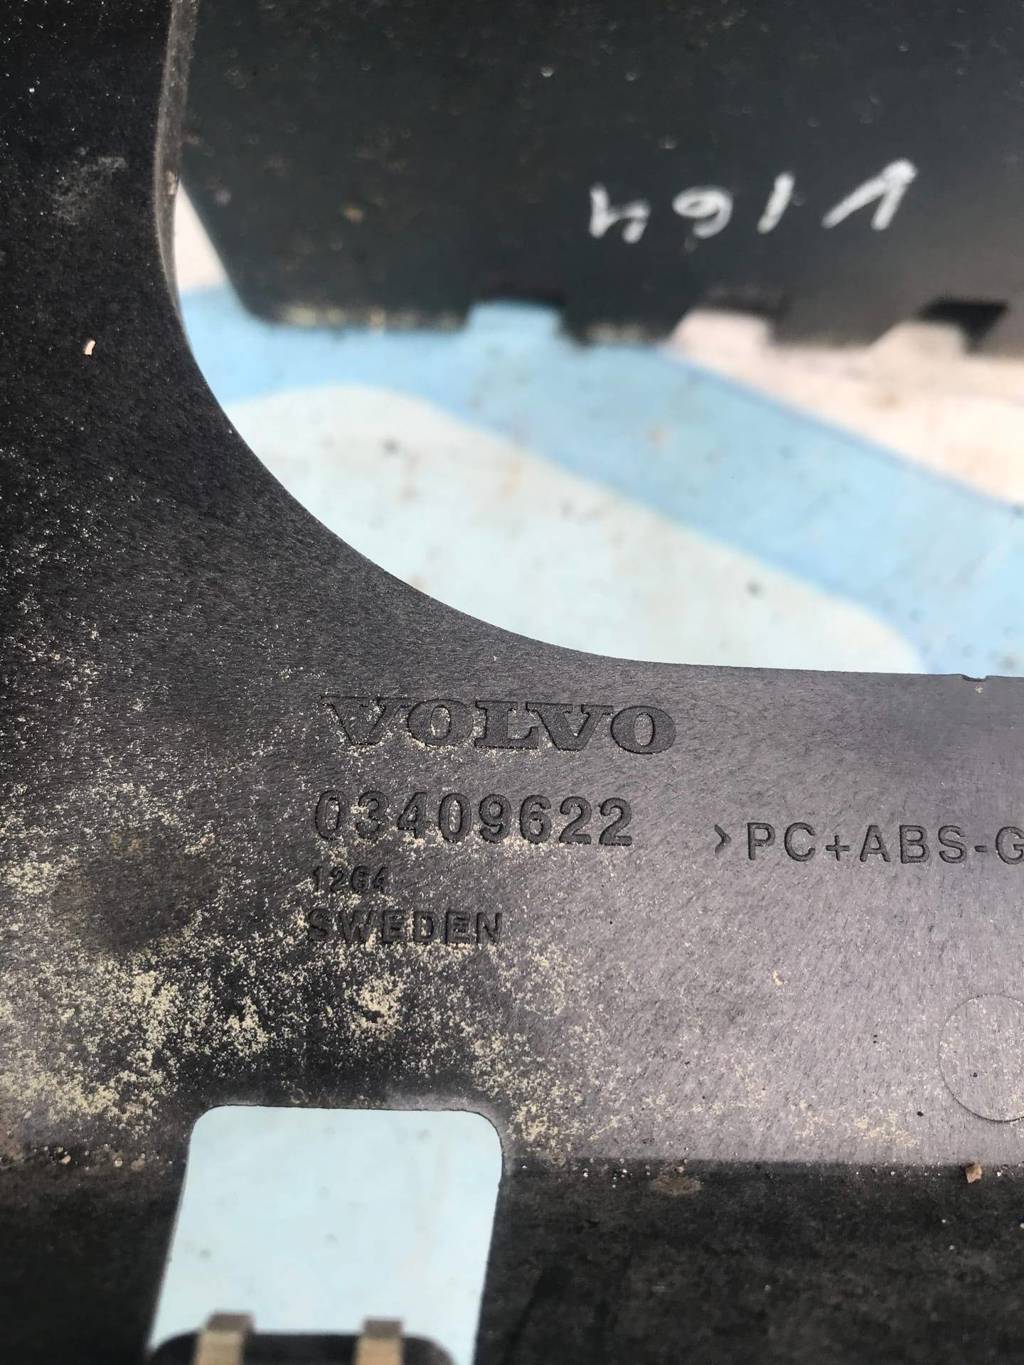 V164
VOLVO
03409622
>PC+ABS-G
1264
SWEDEN